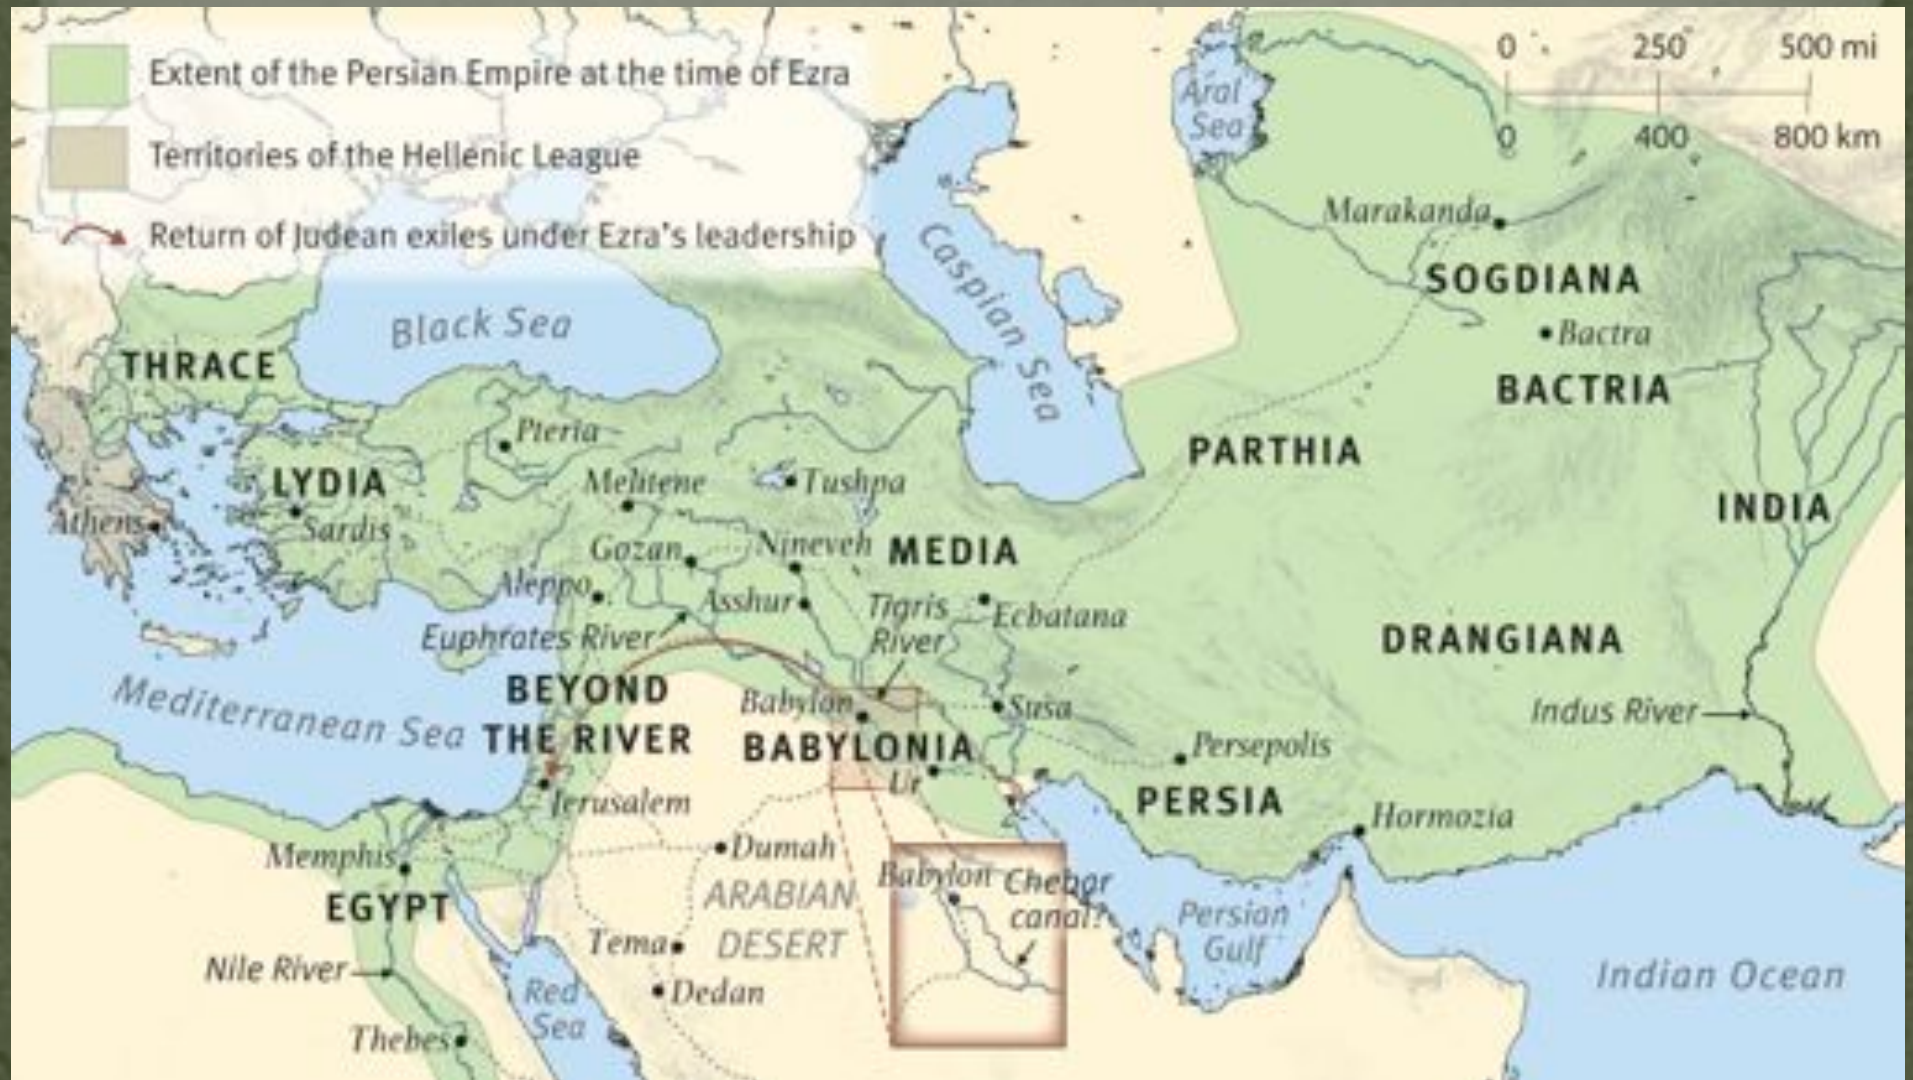 Extent of the Persian Empire at the time of Ezra
Territories of the Hellenic League
Return of Judean exiles under Ezra's leadership
0 250 500 mi
0 400 800 km
Aral
Sea
Caspian Sea
Black Sea
Marakanda
SOGDIANA
Bactra
BACTRIA
THRACE
Pteria
PARTHIA
LYDIA
Melitene
Tushpa
INDIA
Athens
Sardis
Gozan
Nineveh
MEDIA
Aleppo
Asshur
Tigris
River
Ecbatana
Euphrates River
DRANGIANA
BEYOND
THE RIVER
Mediterranean Sea
Babylon
Susa
Indus River
BABYLONIA
Persepolis
Ur
Jerusalem
PERSIA
Hormozia
Memphis
Dumah
EGYPT
ARABIAN
DESERT
Babylon
Chebar
canal?
Persian
Gulf
Tema
Nile River
Dedan
Red
Sea
Indian Ocean
Thebes